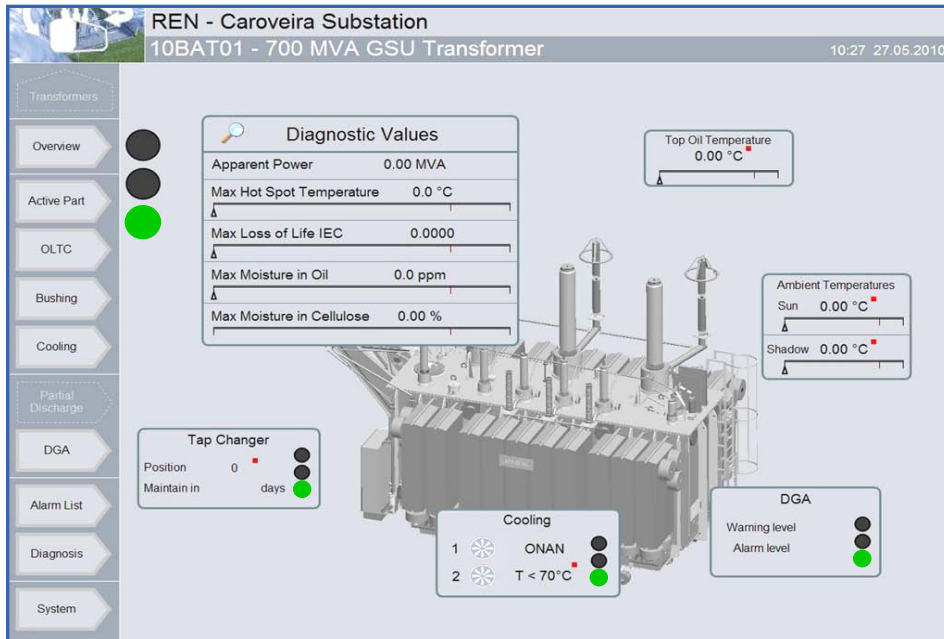 REN - Caroveira Substation
10BAT01 - 700 MVA GSU Transformer
10:27 27.05.2010
Transformers
Overview
Active Part
OLTC
Bushing
Cooling
Partial
Discharge
DGA
Alarm List
Diagnosis
System
Diagnostic Values
Apparent Power 0.00 MVA
Max Hot Spot Temperature 0.0 °C
Max Loss of Life IEC 0.0000
Max Moisture in Oil 0.0 ppm
Max Moisture in Cellulose 0.00 %
Top Oil Temperature
0.00 °C
Ambient Temperatures
Sun 0.00 °C
Shadow 0.00 °C
Tap Changer
Position 0
Maintain in days
Cooling
1 ONAN
2 T < 70°C
DGA
Warning level
Alarm level